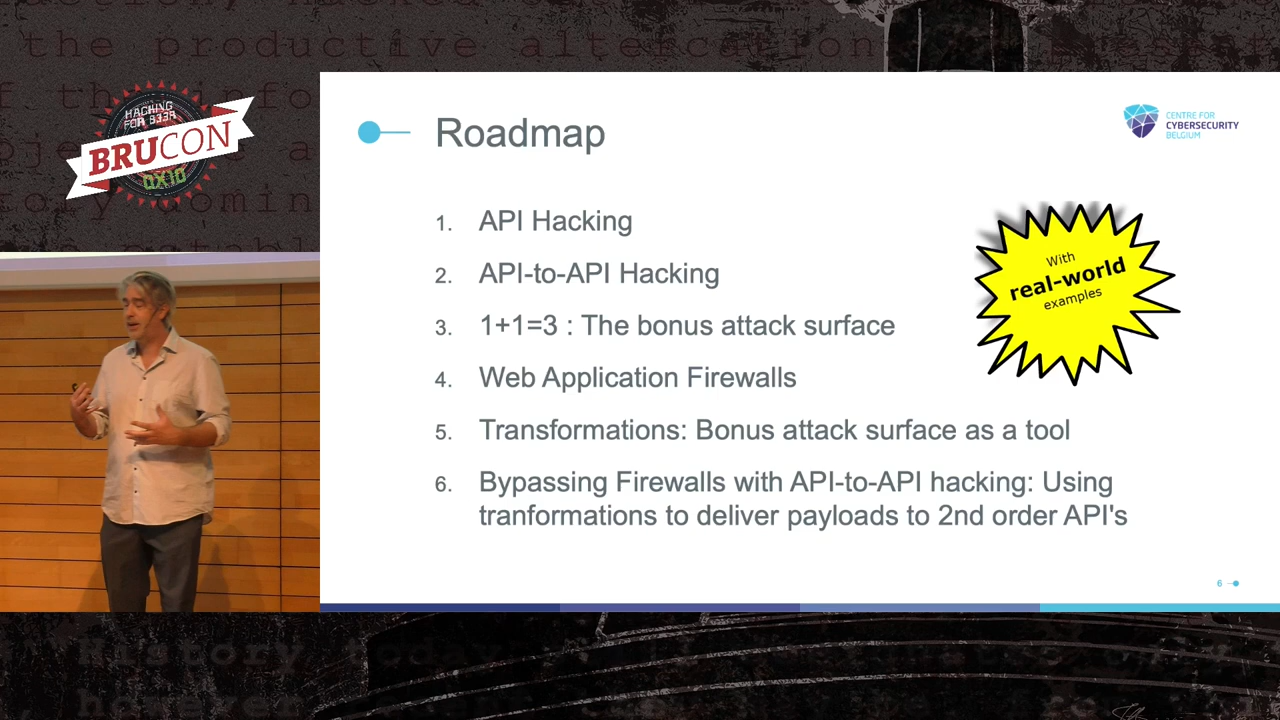 the productive altercation
HACKING
FOR B33R
BRUCON
0X10
Roadmap
CENTRE FOR
CYBERSECURITY
BELGIUM
1. API Hacking
2. API-to-API Hacking
3. 1+1=3 : The bonus attack surface
4. Web Application Firewalls
5. Transformations: Bonus attack surface as a tool
6. Bypassing Firewalls with API-to-API hacking: Using
tranformations to deliver payloads to 2nd order API's
With
real-world
examples
6
History today
however